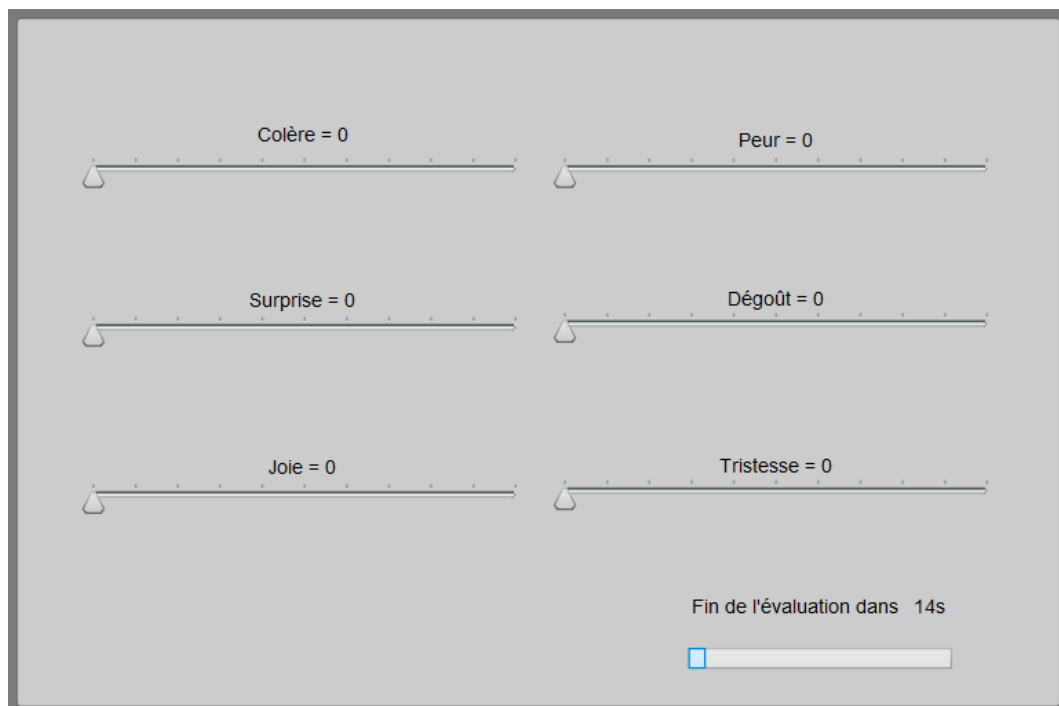 Colère = 0
Peur = 0
Surprise = 0
Dégoût = 0
Joie = 0
Tristesse = 0
Fin de l'évaluation dans 14s